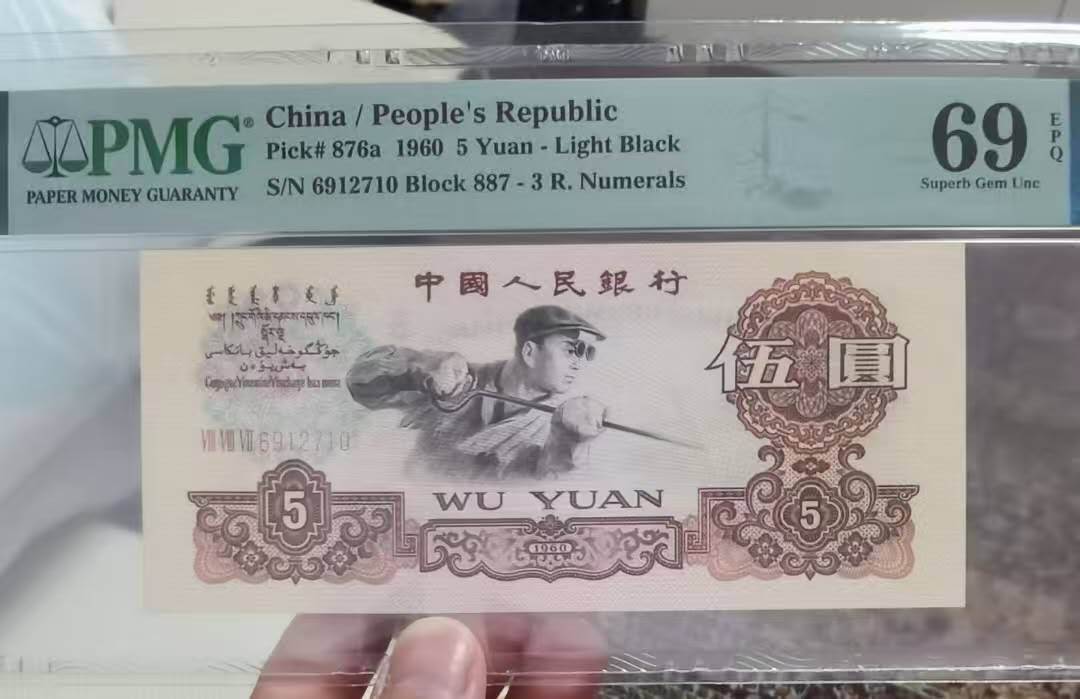 PMG®
PAPER MONEY GUARANTY
China / People's Republic
Pick# 876a 1960 5 Yuan - Light Black
S/N 6912710 Block 887 - 3 R. Numerals
69
EPQ
Superb Gem Unc
中國人民銀行
伍圓
VIII VIII VII 6912710
5
WU YUAN
1960
5